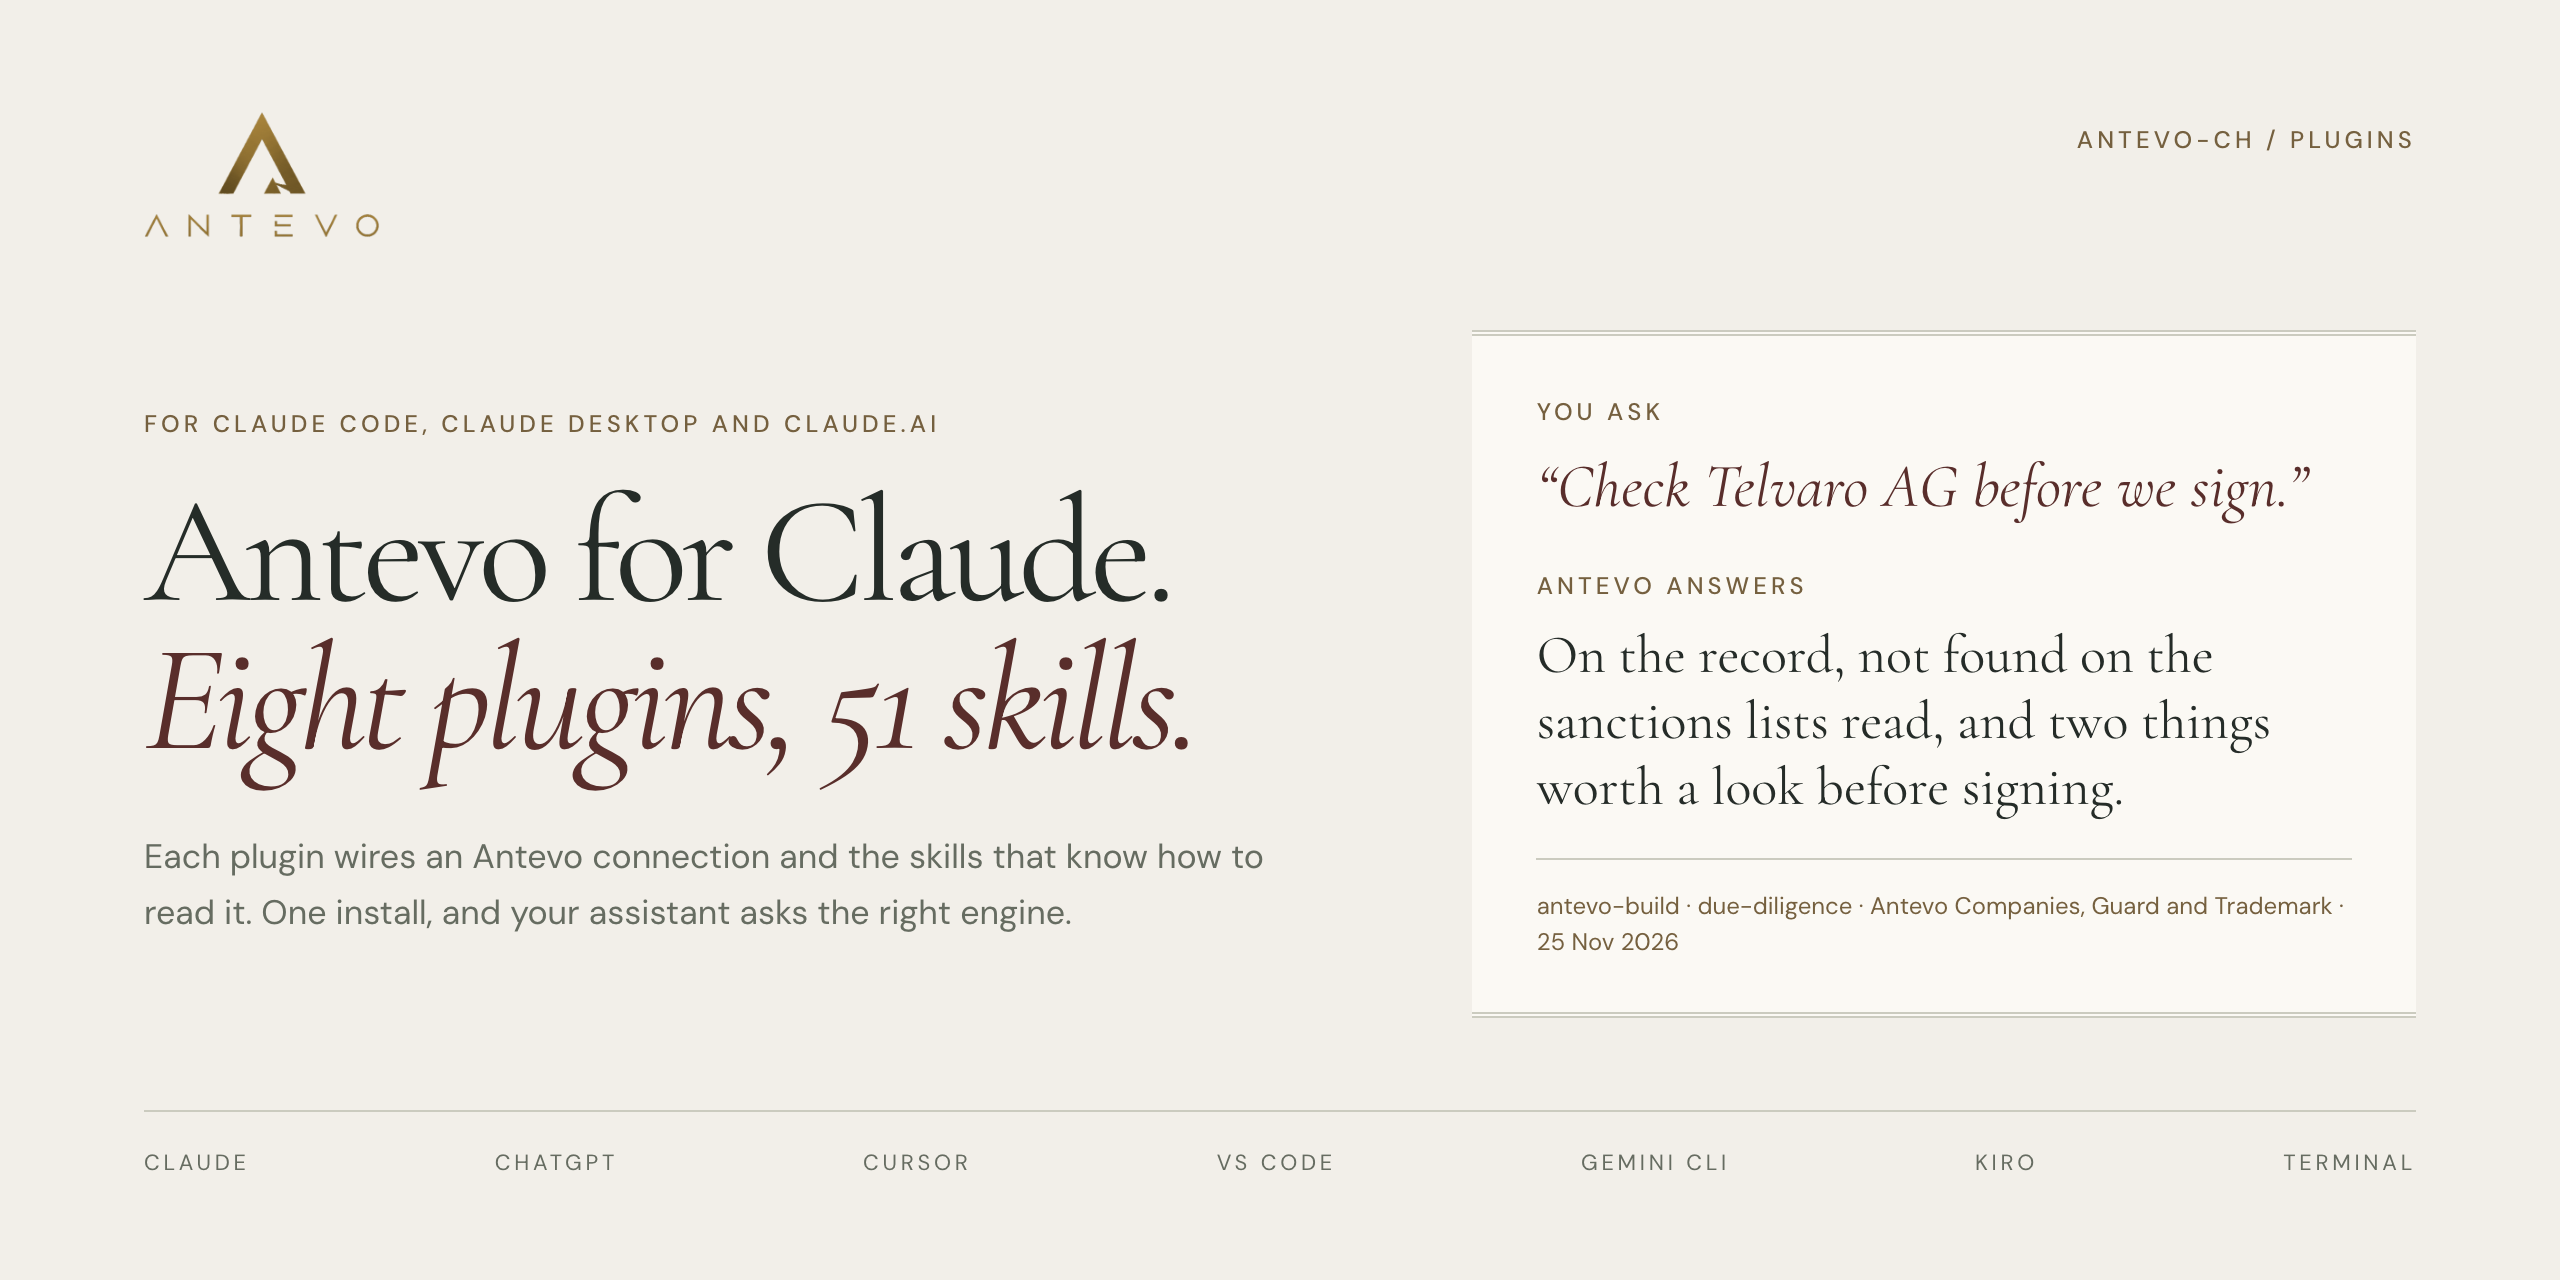 ANTEVO
ANTEVO-CH / PLUGINS
FOR CLAUDE CODE, CLAUDE DESKTOP AND CLAUDE.AI
Antevo for Claude.
Eight plugins, 51 skills.
Each plugin wires an Antevo connection and the skills that know how to
read it. One install, and your assistant asks the right engine.
YOU ASK
“Check Telvaro AG before we sign.”
ANTEVO ANSWERS
On the record, not found on the
sanctions lists read, and two things
worth a look before signing.
antevo-build · due-diligence · Antevo Companies, Guard and Trademark ·
25 Nov 2026
CLAUDE
CHATGPT
CURSOR
VS CODE
GEMINI CLI
KIRO
TERMINAL